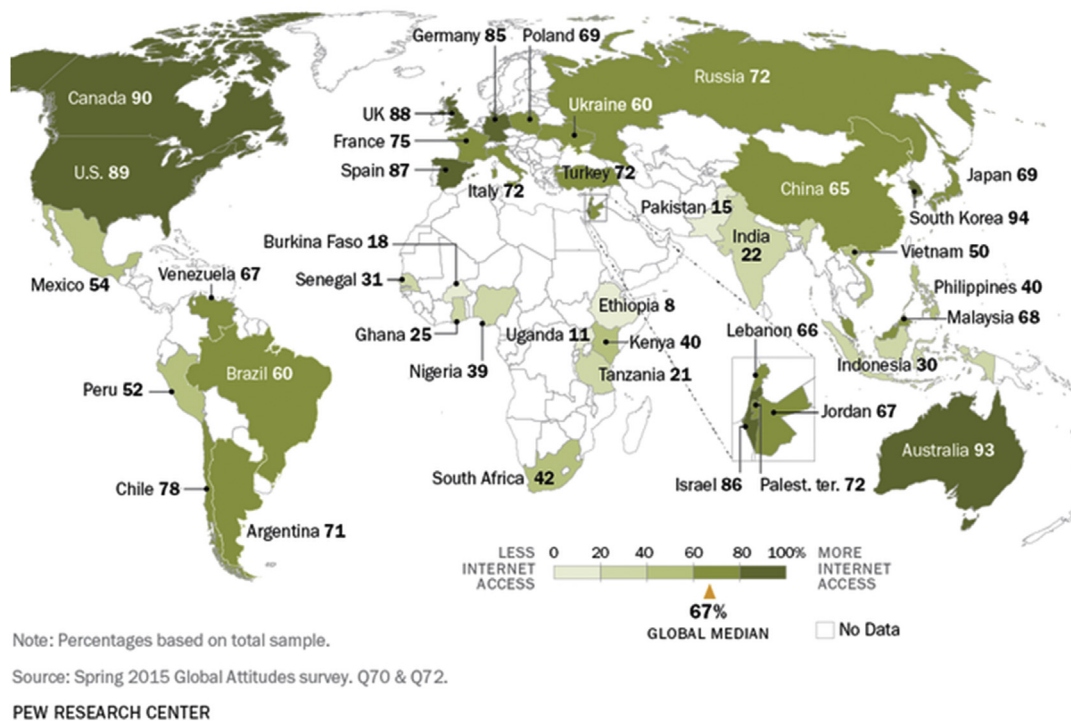 Germany 85
Poland 69
Russia 72
Canada 90
UK 88
Ukraine 60
France 75
U.S. 89
Spain 87
Italy 72
Turkey 72
China 65
Japan 69
Pakistan 15
South Korea 94
India
22
Burkina Faso 18
Vietnam 50
Mexico 54
Venezuela 67
Senegal 31
Philippines 40
Ethiopia 8
Malaysia 68
Ghana 25
Uganda 11
Kenya 40
Lebanon 66
Nigeria 39
Tanzania 21
Indonesia 30
Peru 52
Brazil 60
Jordan 67
Australia 93
South Africa 42
Israel 86
Palest. ter. 72
Chile 78
Argentina 71
LESS
INTERNET
ACCESS
0 20 40 60 80 100%
MORE
INTERNET
ACCESS
67%
GLOBAL MEDIAN
No Data
Note: Percentages based on total sample.
Source: Spring 2015 Global Attitudes survey. Q70 & Q72.
PEW RESEARCH CENTER